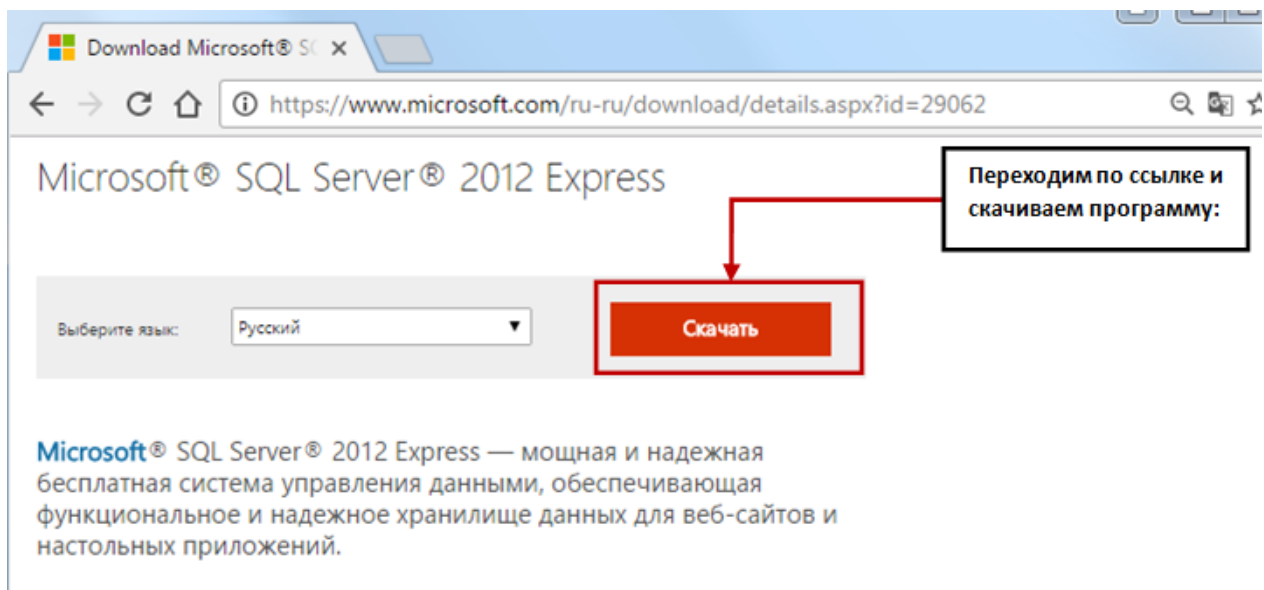 Download Microsoft® S
https://www.microsoft.com/ru-ru/download/details.aspx?id=29062
Microsoft® SQL Server® 2012 Express
Переходим по ссылке и
скачиваем программу:
Выберите язык:
Русский
Скачать
Microsoft® SQL Server® 2012 Express — мощная и надежная
бесплатная система управления данными, обеспечивающая
функциональное и надежное хранилище данных для веб-сайтов и
настольных приложений.